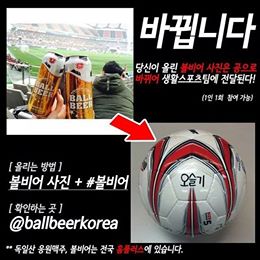 바뀝니다
당신이 올린 볼비어 사진은 공으로
바뀌어 생활스포츠팀에 전달된다!
(1인 1회 참여 가능)
BALL BEER
BALL BEER
[ 올리는 방법 ]
볼비어 사진 + #볼비어
[ 확인하는 곳 ]
@ballbeerkorea
** 독일산 응원맥주, 볼비어는 전국 홈플러스에 있습니다.